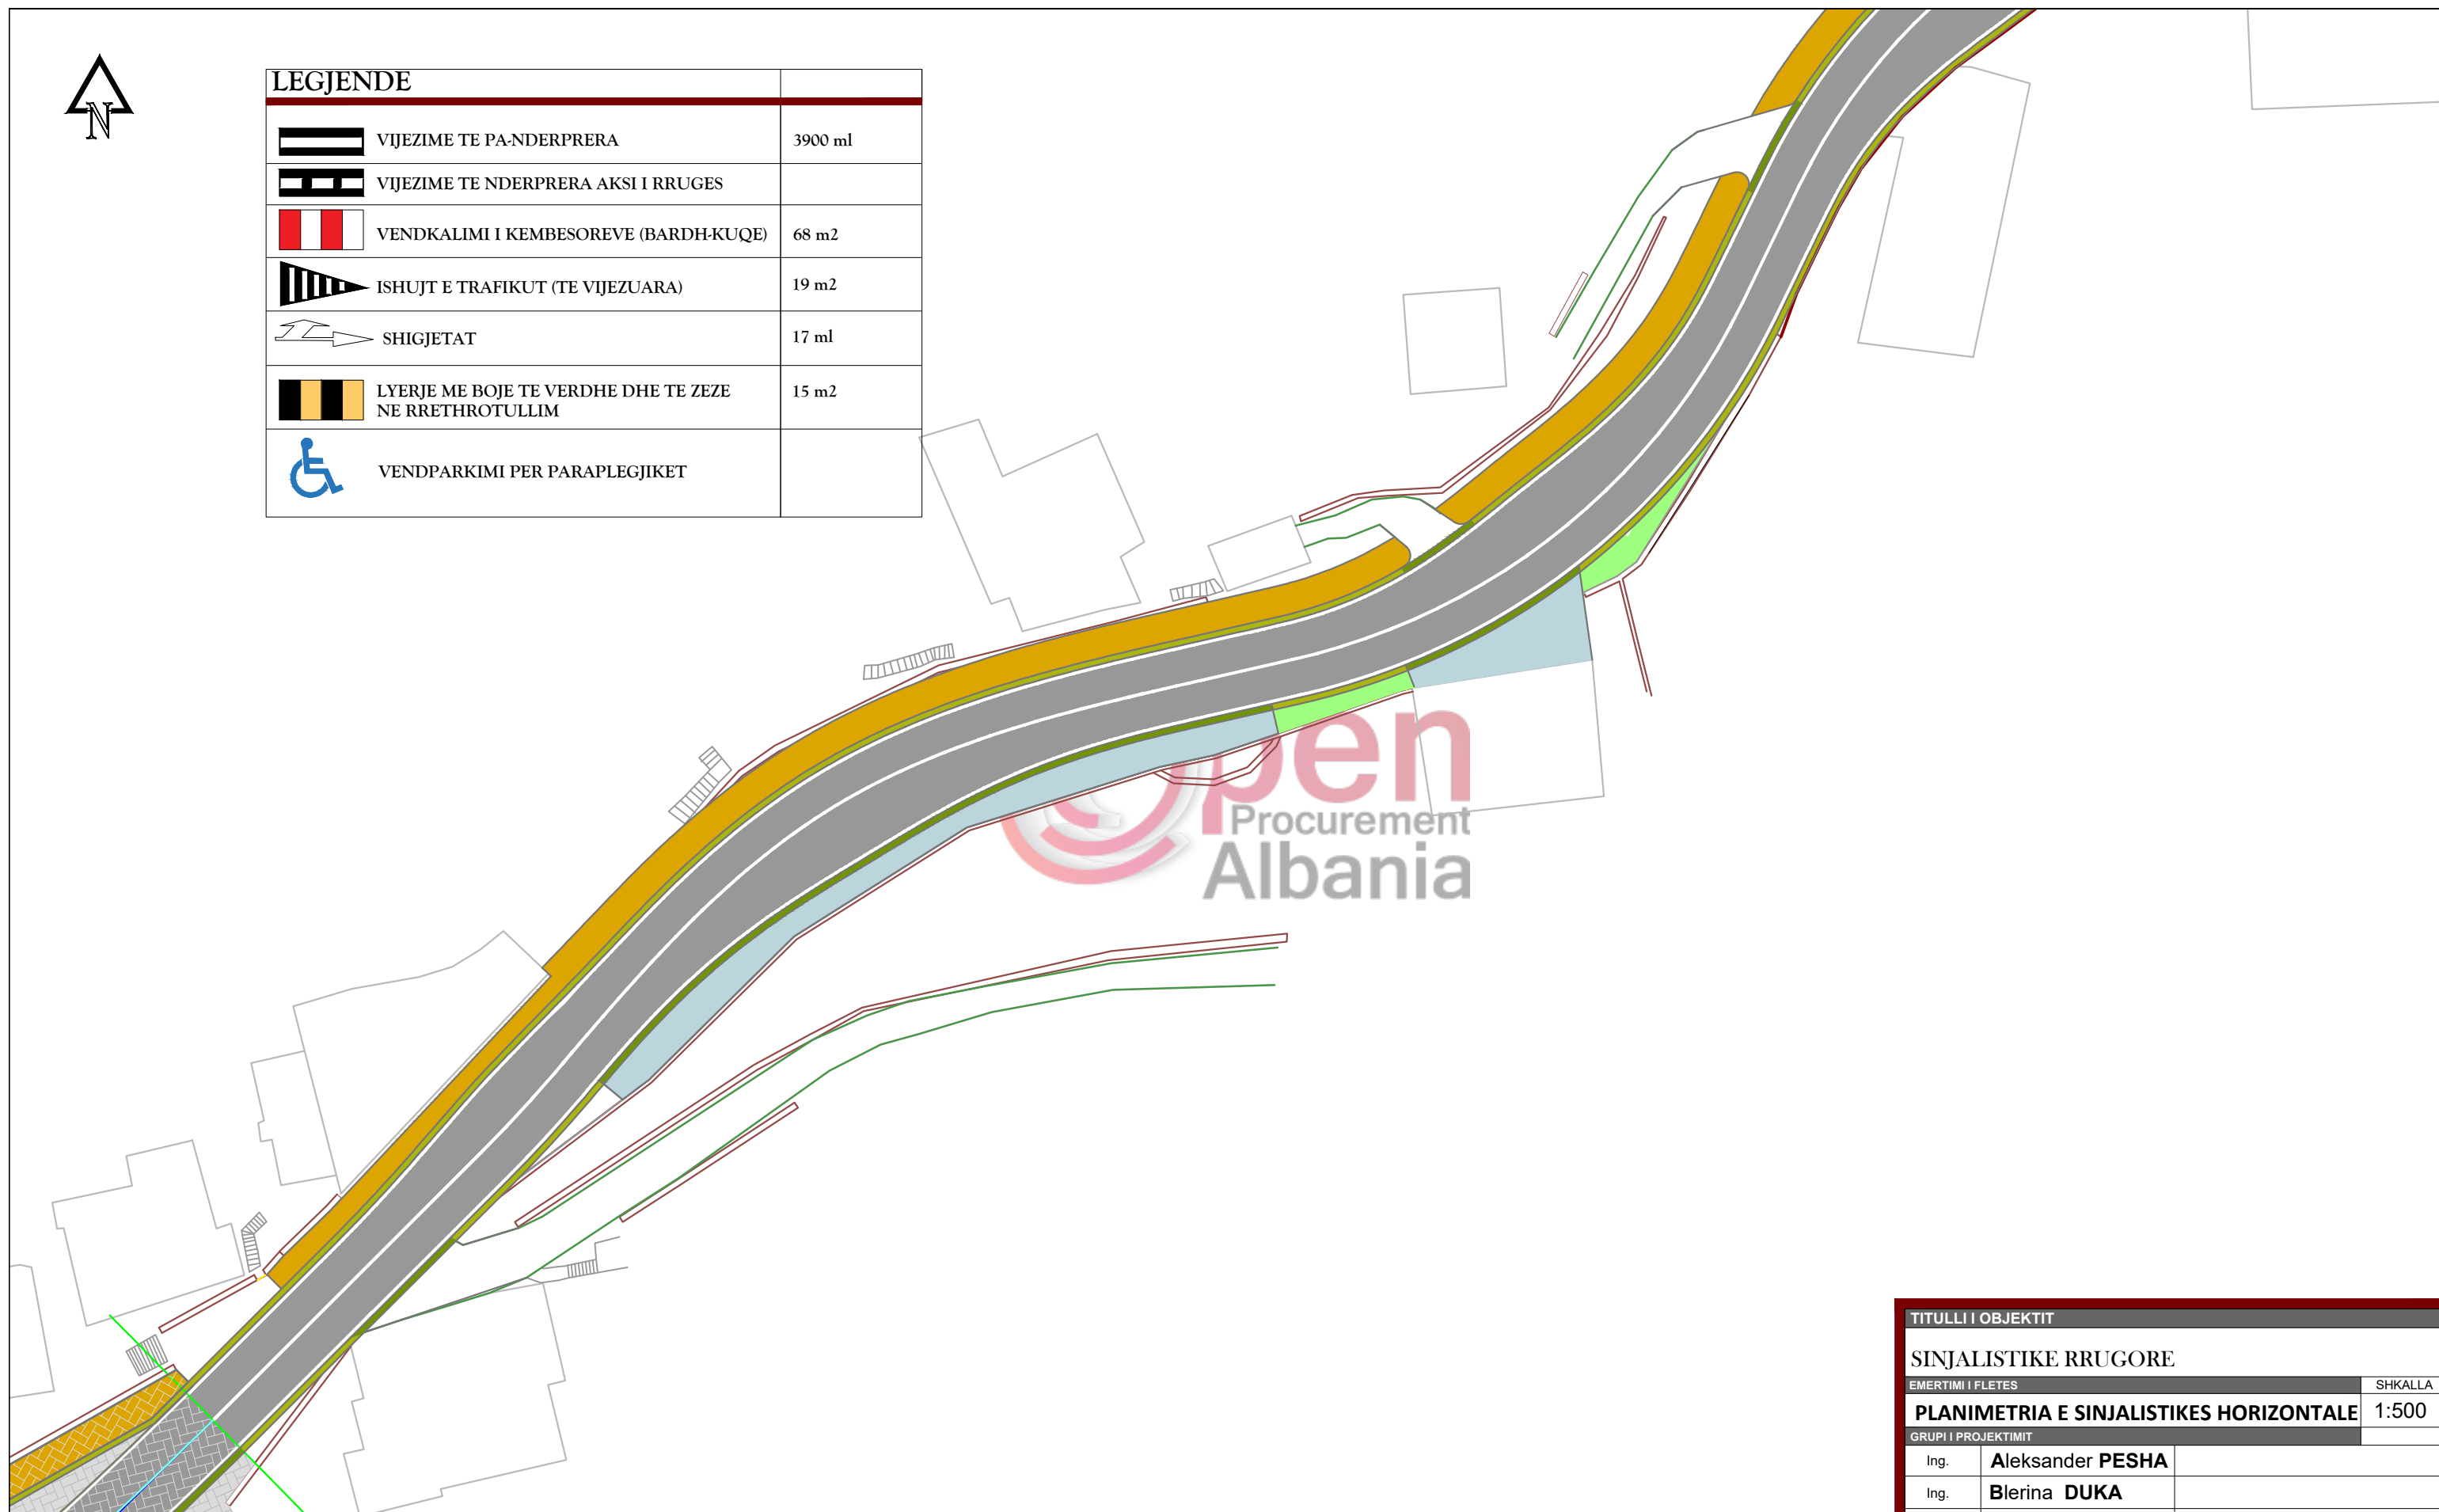 N
LEGJENDE
VIJEZIME TE PA-NDERPRERA 3900 ml
VIJEZIME TE NDERPRERA AKSI I RRUGES
VENDKALIMI I KEMBESOREVE (BARDH-KUQE) 68 m2
ISHUJT E TRAFIKUT (TE VIJEZUARA) 19 m2
SHIGJETAT 17 ml
LYERJE ME BOJE TE VERDHE DHE TE ZEZE 15 m2
NE RRETHROTULLIM
VENDPARKIMI PER PARAPLEGJIKET
Open
Procurement
Albania
TITULLI I OBJEKTIT
SINJALISTIKE RRUGORE
EMERTIMI I FLETES SHKALLA
PLANIMETRIA E SINJALISTIKES HORIZONTALE 1:500
GRUPI I PROJEKTIMIT
Ing. Aleksander PESHA
Ing. Blerina DUKA